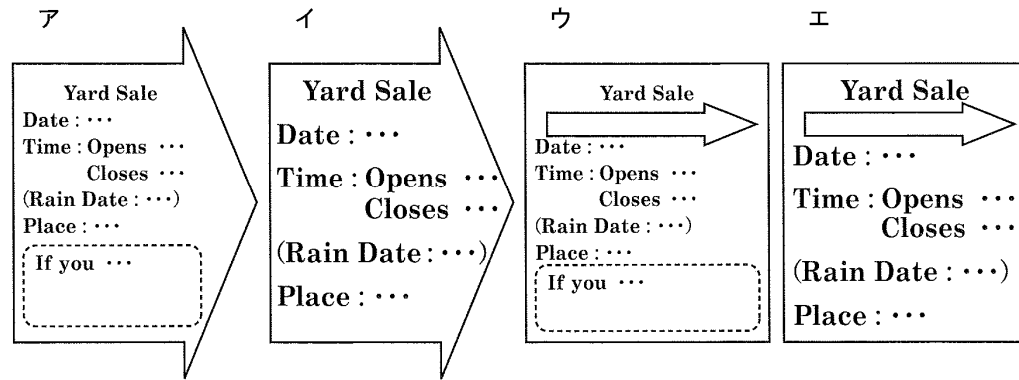 ア
Yard Sale
Date : ･･･
Time : Opens ･･･
Closes ･･･
(Rain Date : ･･･)
Place : ･･･
If you ･･･
イ
Yard Sale
Date : ･･･
Time : Opens ･･･
Closes ･･･
(Rain Date : ･･･)
Place : ･･･
ウ
Yard Sale
Date : ･･･
Time : Opens ･･･
Closes ･･･
(Rain Date : ･･･)
Place : ･･･
If you ･･･
エ
Yard Sale
Date : ･･･
Time : Opens ･･･
Closes ･･･
(Rain Date : ･･･)
Place : ･･･